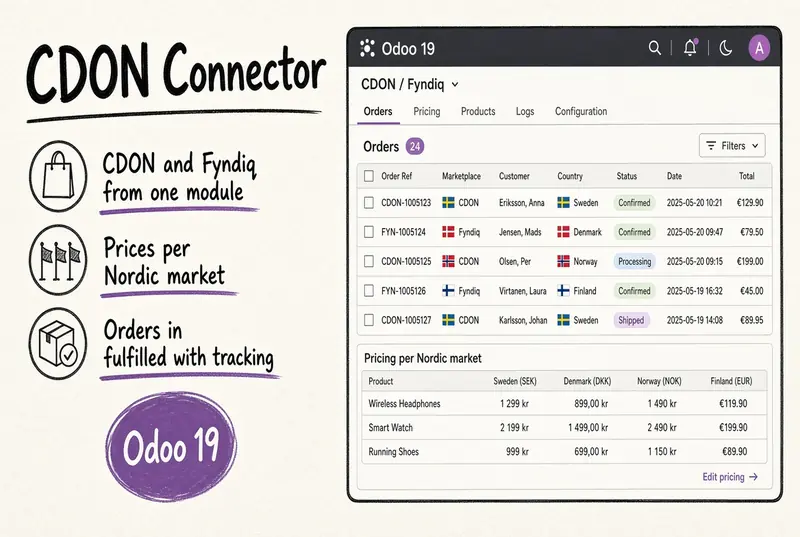 CDON Connector
CDON and Fyndiq
from one module
Prices per
Nordic market
Orders in
fulfilled with tracking
Odoo 19
Odoo 19
A
CDON / Fyndiq
Orders Pricing Products Logs Configuration
Orders 24
Filters
Order Ref Marketplace Customer Country Status Date Total
CDON-1005123 CDON Eriksson, Anna Sweden Confirmed 2025-05-20 10:21 €129.90
FYN-1005124 Fyndiq Jensen, Mads Denmark Confirmed 2025-05-20 09:47 €79.50
CDON-1005125 CDON Olsen, Per Norway Processing 2025-05-20 09:15 €199.00
FYN-1005126 Fyndiq Virtanen, Laura Finland Confirmed 2025-05-19 16:32 €45.00
CDON-1005127 CDON Karlsson, Johan Sweden Shipped 2025-05-19 14:08 €89.95
Pricing per Nordic market
Product Sweden (SEK) Denmark (DKK) Norway (NOK) Finland (EUR)
Wireless Headphones 1 299 kr 899,00 kr 1 490 kr €119.90
Smart Watch 2 199 kr 1 499,00 kr 2 490 kr €199.90
Running Shoes 999 kr 699,00 kr 1 150 kr €89.90
Edit pricing →